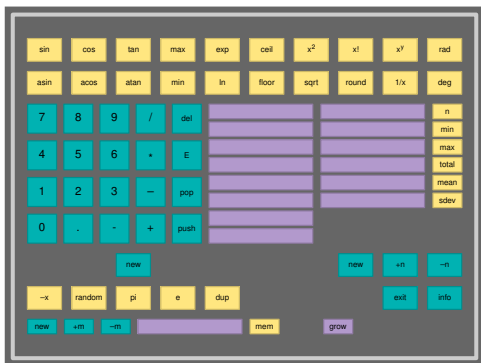 sin cos tan max exp ceil x² x! xʸ rad
asin acos atan min ln floor sqrt round 1/x deg
7 8 9 / del n
min
4 5 6 * E max
total
1 2 3 – pop mean
sdev
0 . - + push
new new +n –n
–x random pi e dup exit info
new +m –m mem grow